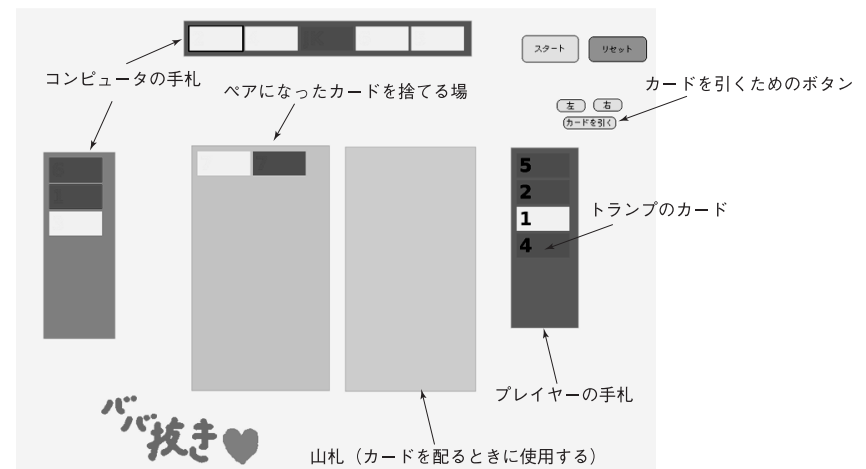 スタート
リセット
コンピュータの手札
ペアになったカードを捨てる場
カードを引くためのボタン
左
右
カードを引く
5
2
1
4
トランプのカード
プレイヤーの手札
ババ抜き
山札（カードを配るときに使用する）